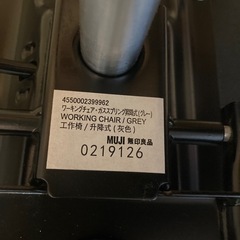 4550002399962
ワーキングチェア・ガススプリング昇降式(グレー)
WORKING CHAIR / GREY
工作椅 / 升降式 ( 灰色 )
MUJI 無印良品
0219126